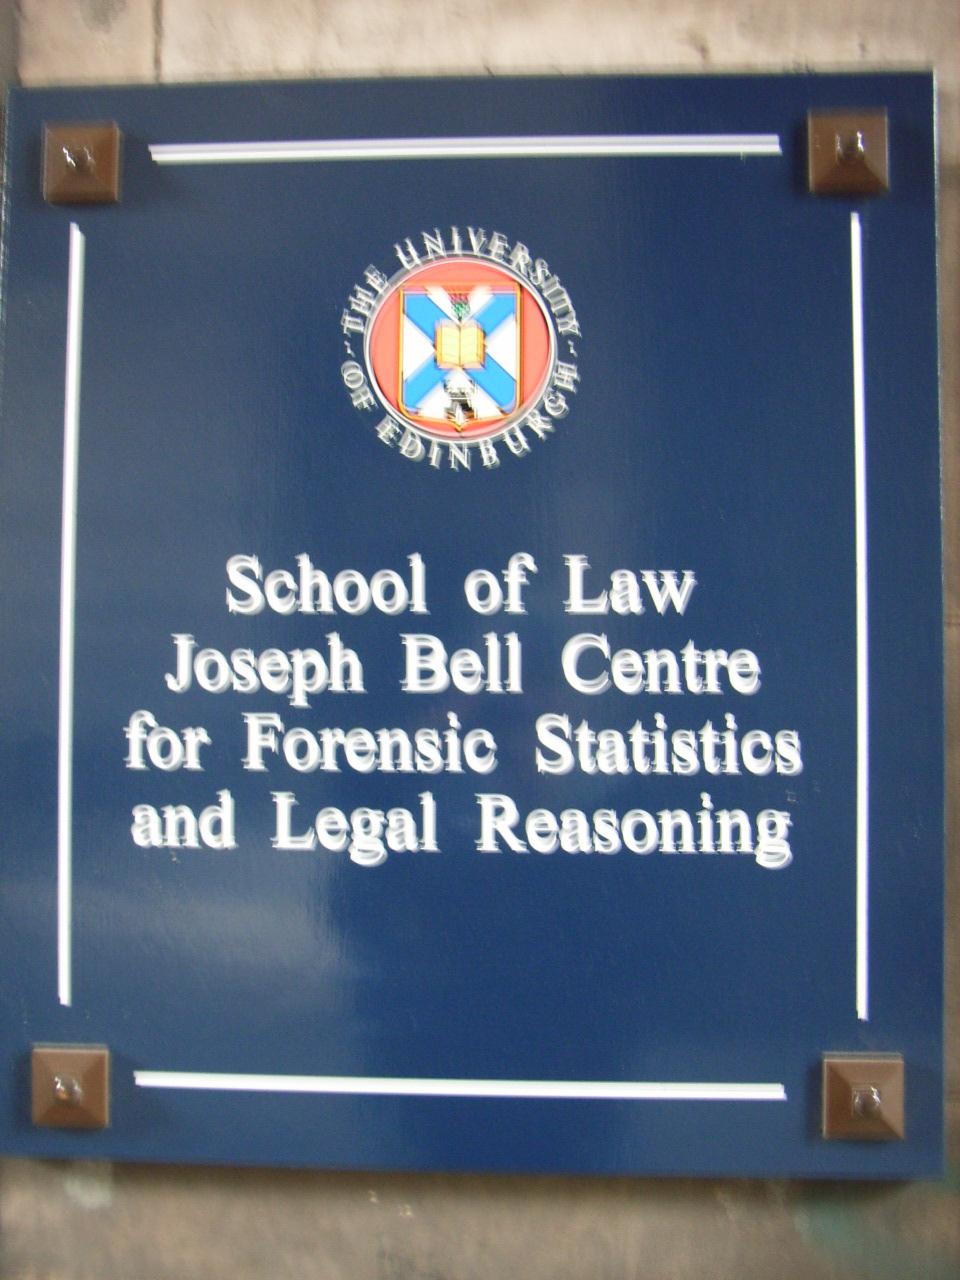 THE UNIVERSITY
OF EDINBURGH
School of Law
Joseph Bell Centre
for Forensic Statistics
and Legal Reasoning